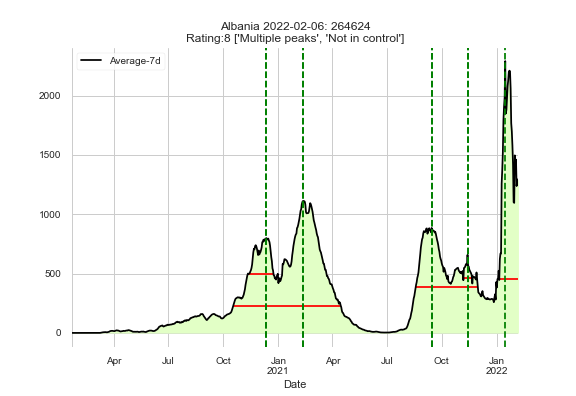 Albania 2022-02-06: 264624
Rating:8 ['Multiple peaks', 'Not in control']
Average-7d
2000
1500
1000
500
0
Apr
Jul
Oct
Jan
2021
Apr
Jul
Oct
Jan
2022
Date